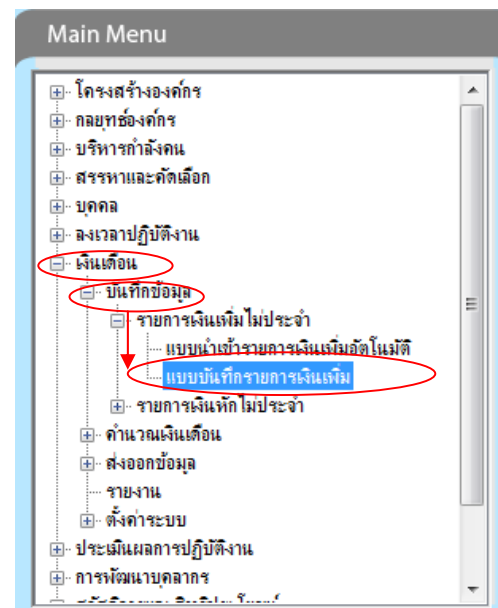 Main Menu
โครงสร้างองค์กร
กลยุทธ์องค์กร
บริหารกำลังคน
สรรหาและคัดเลือก
บุคคล
ลงเวลาปฏิบัติงาน
เงินเดือน
บันทึกข้อมูล
รายการเงินเพิ่มไม่ประจำ
แบบนำเข้ารายการเงินเพิ่มอัตโนมัติ
แบบบันทึกรายการเงินเพิ่ม
รายการเงินหักไม่ประจำ
คำนวณเงินเดือน
ส่งออกข้อมูล
รายงาน
ตั้งค่าระบบ
ประเมินผลการปฏิบัติงาน
การพัฒนาบุคลากร